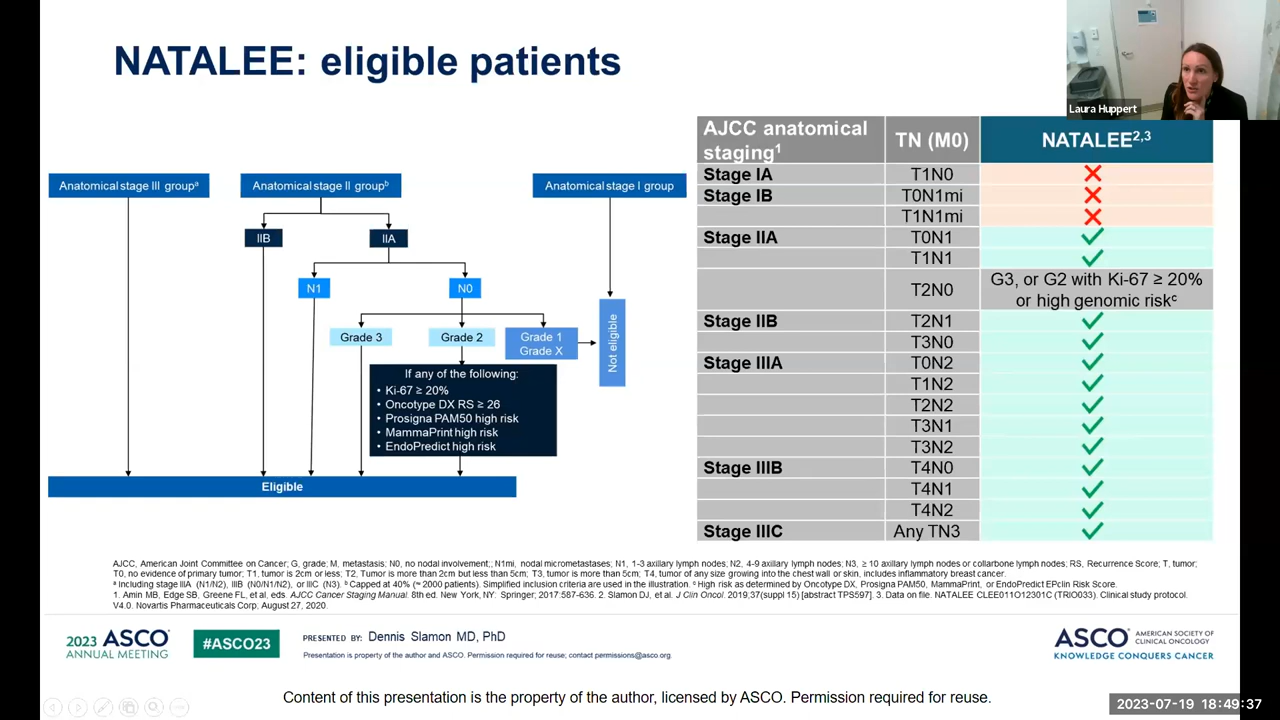 NATALEE: eligible patients
Laura Huppert
Anatomical stage III groupᵃ
Anatomical stage II groupᵇ
Anatomical stage I group
IIB
IIA
N1
N0
Grade 3
Grade 2
Grade 1
Grade X
Not eligible
If any of the following:
• Ki-67 ≥ 20%
• Oncotype DX RS ≥ 26
• Prosigna PAM50 high risk
• MammaPrint high risk
• EndoPredict high risk
Eligible
AJCC anatomical staging¹ TN (M0) NATALEE²,³
Stage IA T1N0 ✕
Stage IB T0N1mi ✕
T1N1mi ✕
Stage IIA T0N1 ✓
T1N1 ✓
T2N0 G3, or G2 with Ki-67 ≥ 20% or high genomic riskᶜ
Stage IIB T2N1 ✓
T3N0 ✓
Stage IIIA T0N2 ✓
T1N2 ✓
T2N2 ✓
T3N1 ✓
T3N2 ✓
Stage IIIB T4N0 ✓
T4N1 ✓
T4N2 ✓
Stage IIIC Any TN3 ✓
AJCC, American Joint Committee on Cancer; G, grade; M, metastasis; N0, no nodal involvement;; N1mi, nodal micrometastases; N1, 1-3 axillary lymph nodes; N2, 4-9 axillary lymph nodes; N3, ≥ 10 axillary lymph nodes or collarbone lymph nodes; RS, Recurrence Score; T, tumor;
T0, no evidence of primary tumor; T1, tumor is 2cm or less; T2, Tumor is more than 2cm but less than 5cm; T3, tumor is more than 5cm; T4, tumor of any size growing into the chest wall or skin, includes inflammatory breast cancer.
ᵃ Including stage IIIA (N1/N2), IIIB (N0/N1/N2), or IIIC (N3). ᵇ Capped at 40% (≈ 2000 patients). Simplified inclusion criteria are used in the illustration. ᶜ High risk as determined by Oncotype DX, Prosigna PAM50, MammaPrint, or EndoPredict EPclin Risk Score.
1. Amin MB, Edge SB, Greene FL, et al, eds. AJCC Cancer Staging Manual. 8th ed. New York, NY: Springer; 2017:587-636. 2. Slamon DJ, et al. J Clin Oncol. 2019;37(suppl 15) [abstract TPS597]. 3. Data on file. NATALEE CLEE011O12301C (TRIO033). Clinical study protocol.
V4.0. Novartis Pharmaceuticals Corp. August 27, 2020.
2023 ASCO®
ANNUAL MEETING
#ASCO23
PRESENTED BY: Dennis Slamon MD, PhD
Presentation is property of the author and ASCO. Permission required for reuse; contact permissions@asco.org.
ASCO® AMERICAN SOCIETY OF CLINICAL ONCOLOGY
KNOWLEDGE CONQUERS CANCER
Content of this presentation is the property of the author, licensed by ASCO. Permission required for reuse.
2023-07-19 18:49:37